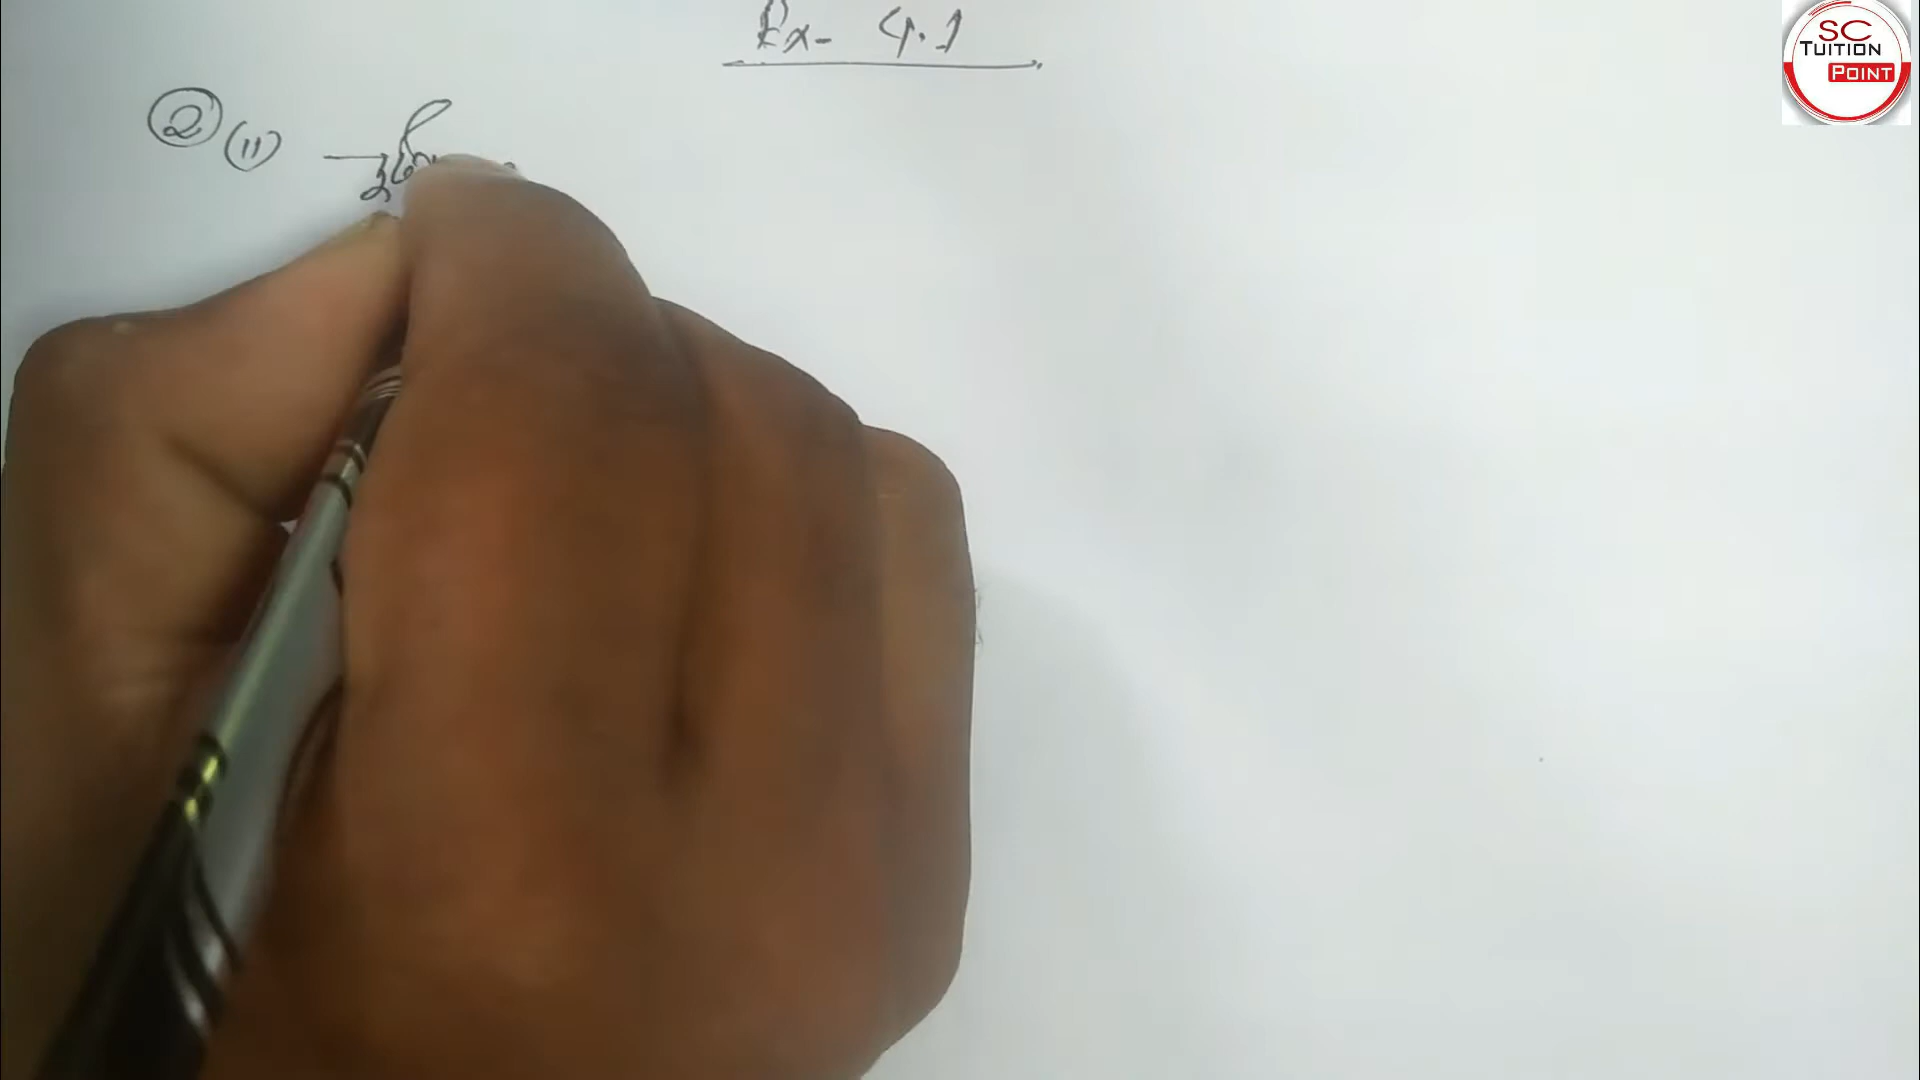 Ex- 4.1
② (ii)
SC
TUITION
POINT